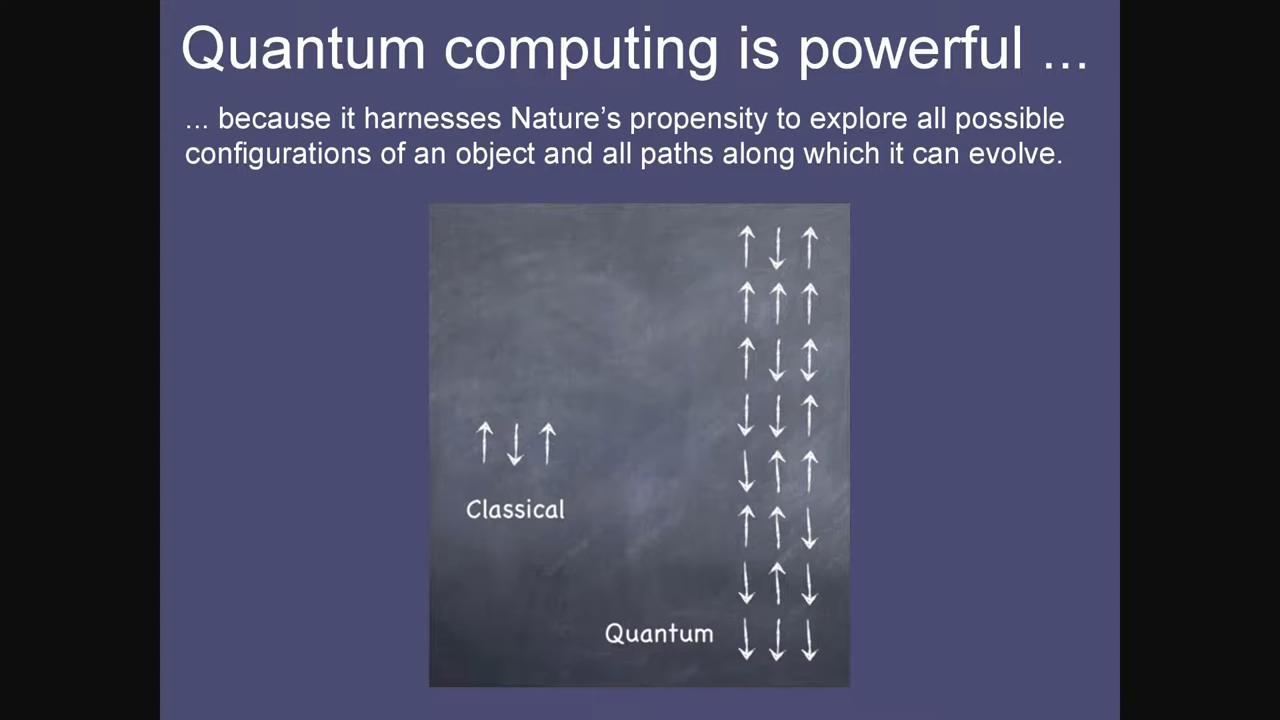 Quantum computing is powerful ...
... because it harnesses Nature’s propensity to explore all possible
configurations of an object and all paths along which it can evolve.
Classical
Quantum